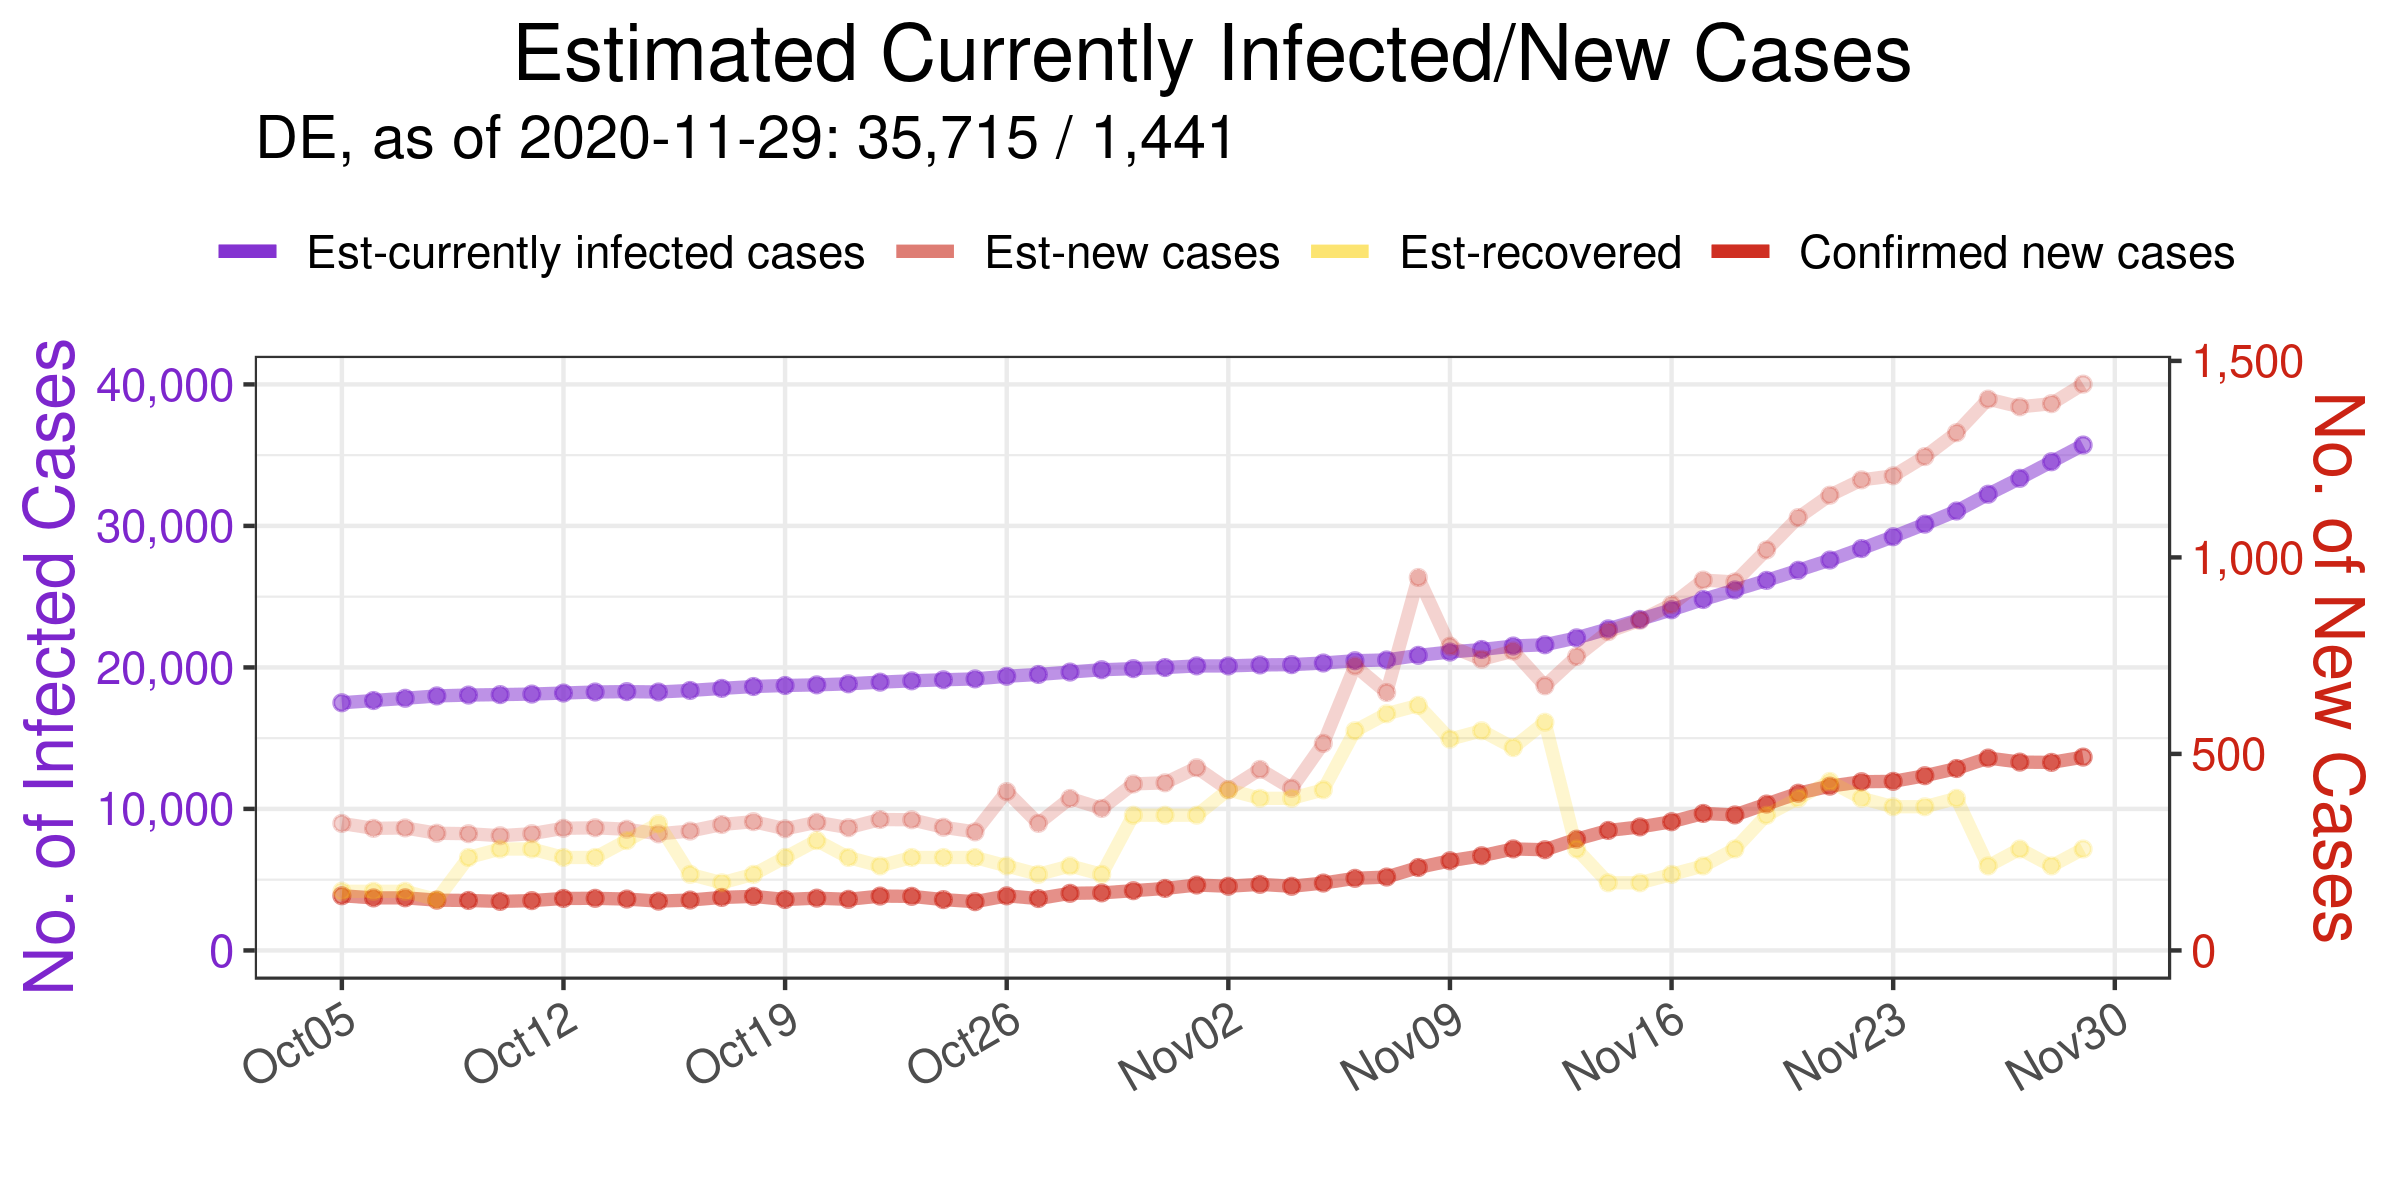 Estimated Currently Infected/New Cases
DE, as of 2020-11-29: 35,715 / 1,441
Est-currently infected cases Est-new cases Est-recovered Confirmed new cases
No. of Infected Cases
40,000
30,000
20,000
10,000
0
1,500
1,000
500
0
No. of New Cases
Oct05 Oct12 Oct19 Oct26 Nov02 Nov09 Nov16 Nov23 Nov30